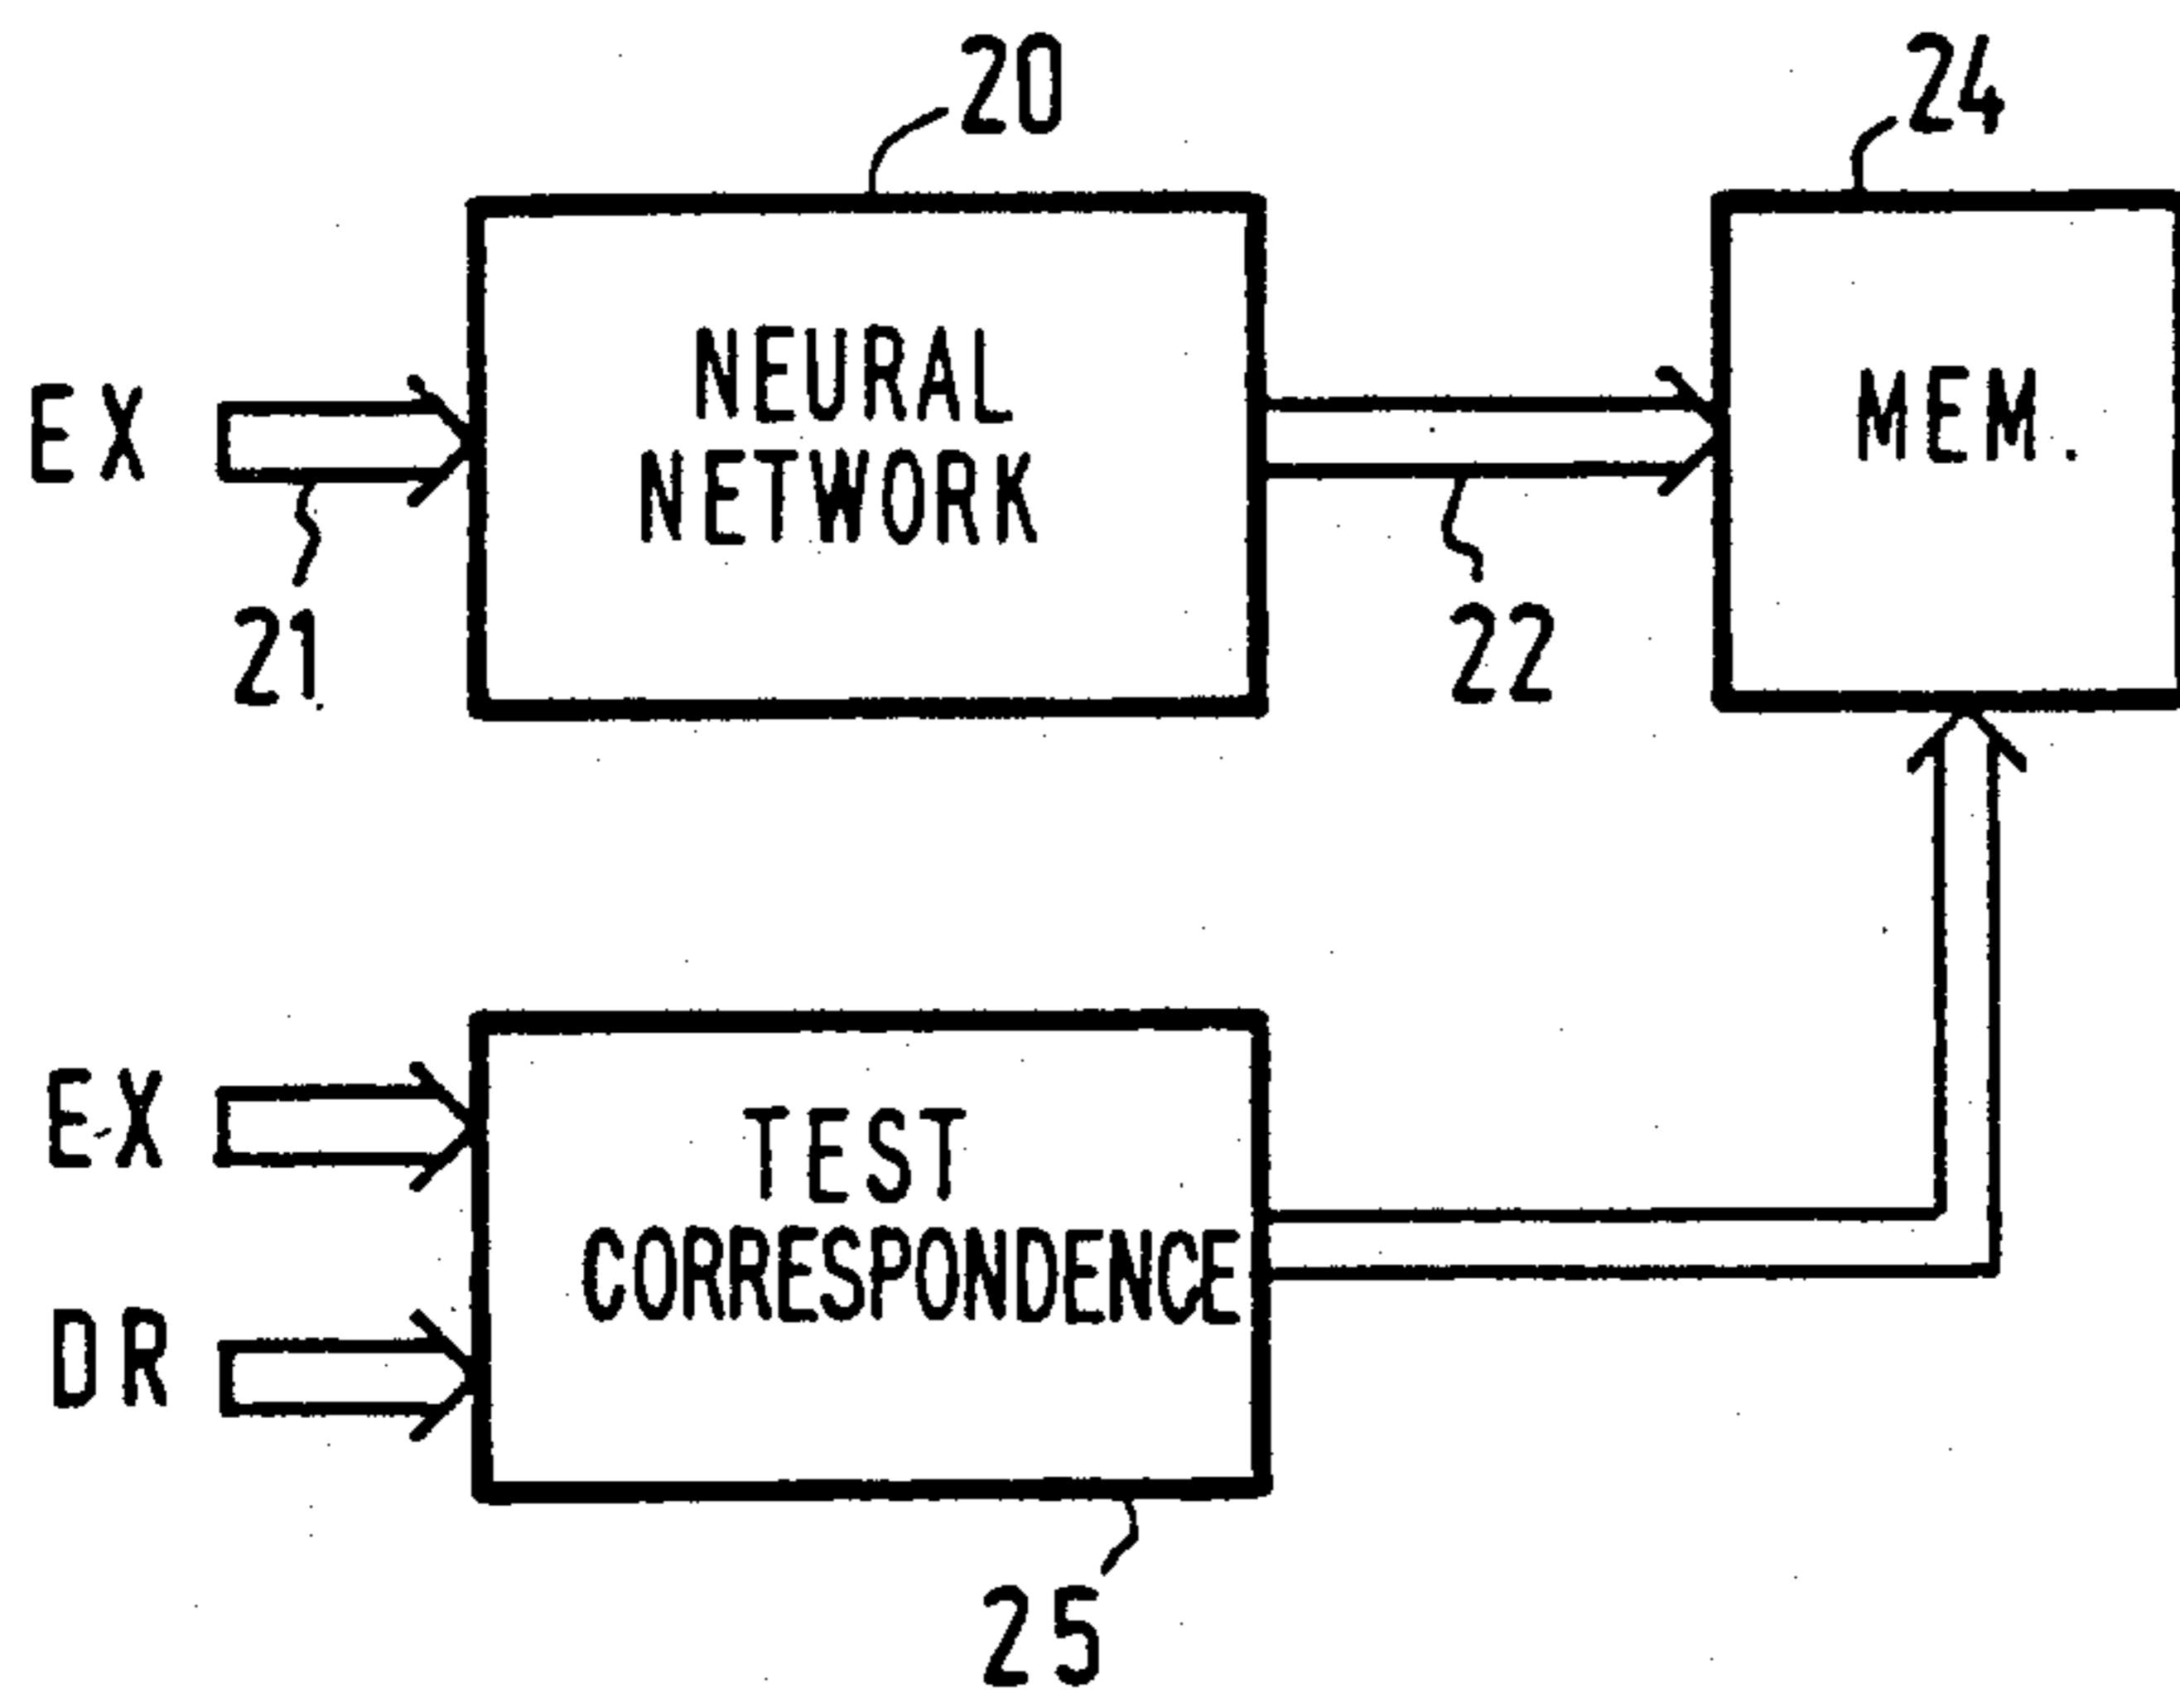 20
24
EX
NEURAL
NETWORK
MEM.
21
22
EX
TEST
CORRESPONDENCE
DR
25